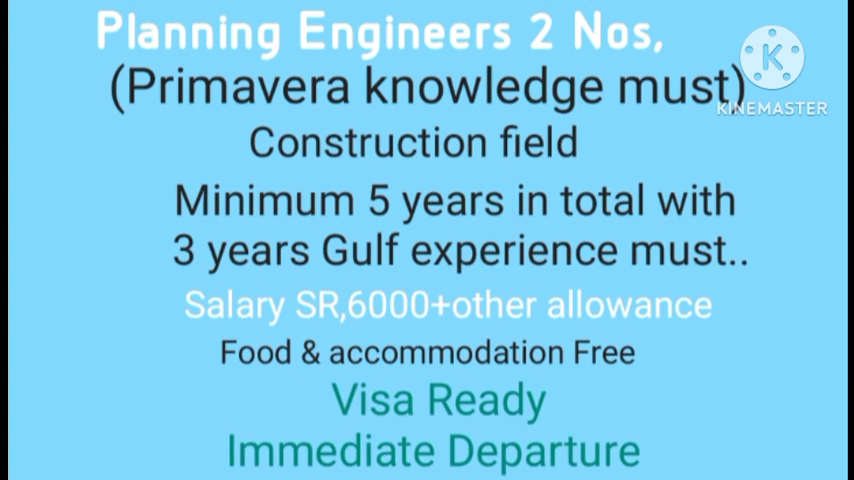 Planning Engineers 2 Nos,
(Primavera knowledge must)
K
KINEMASTER
Construction field
Minimum 5 years in total with
3 years Gulf experience must..
Salary SR,6000+other allowance
Food & accommodation Free
Visa Ready
Immediate Departure